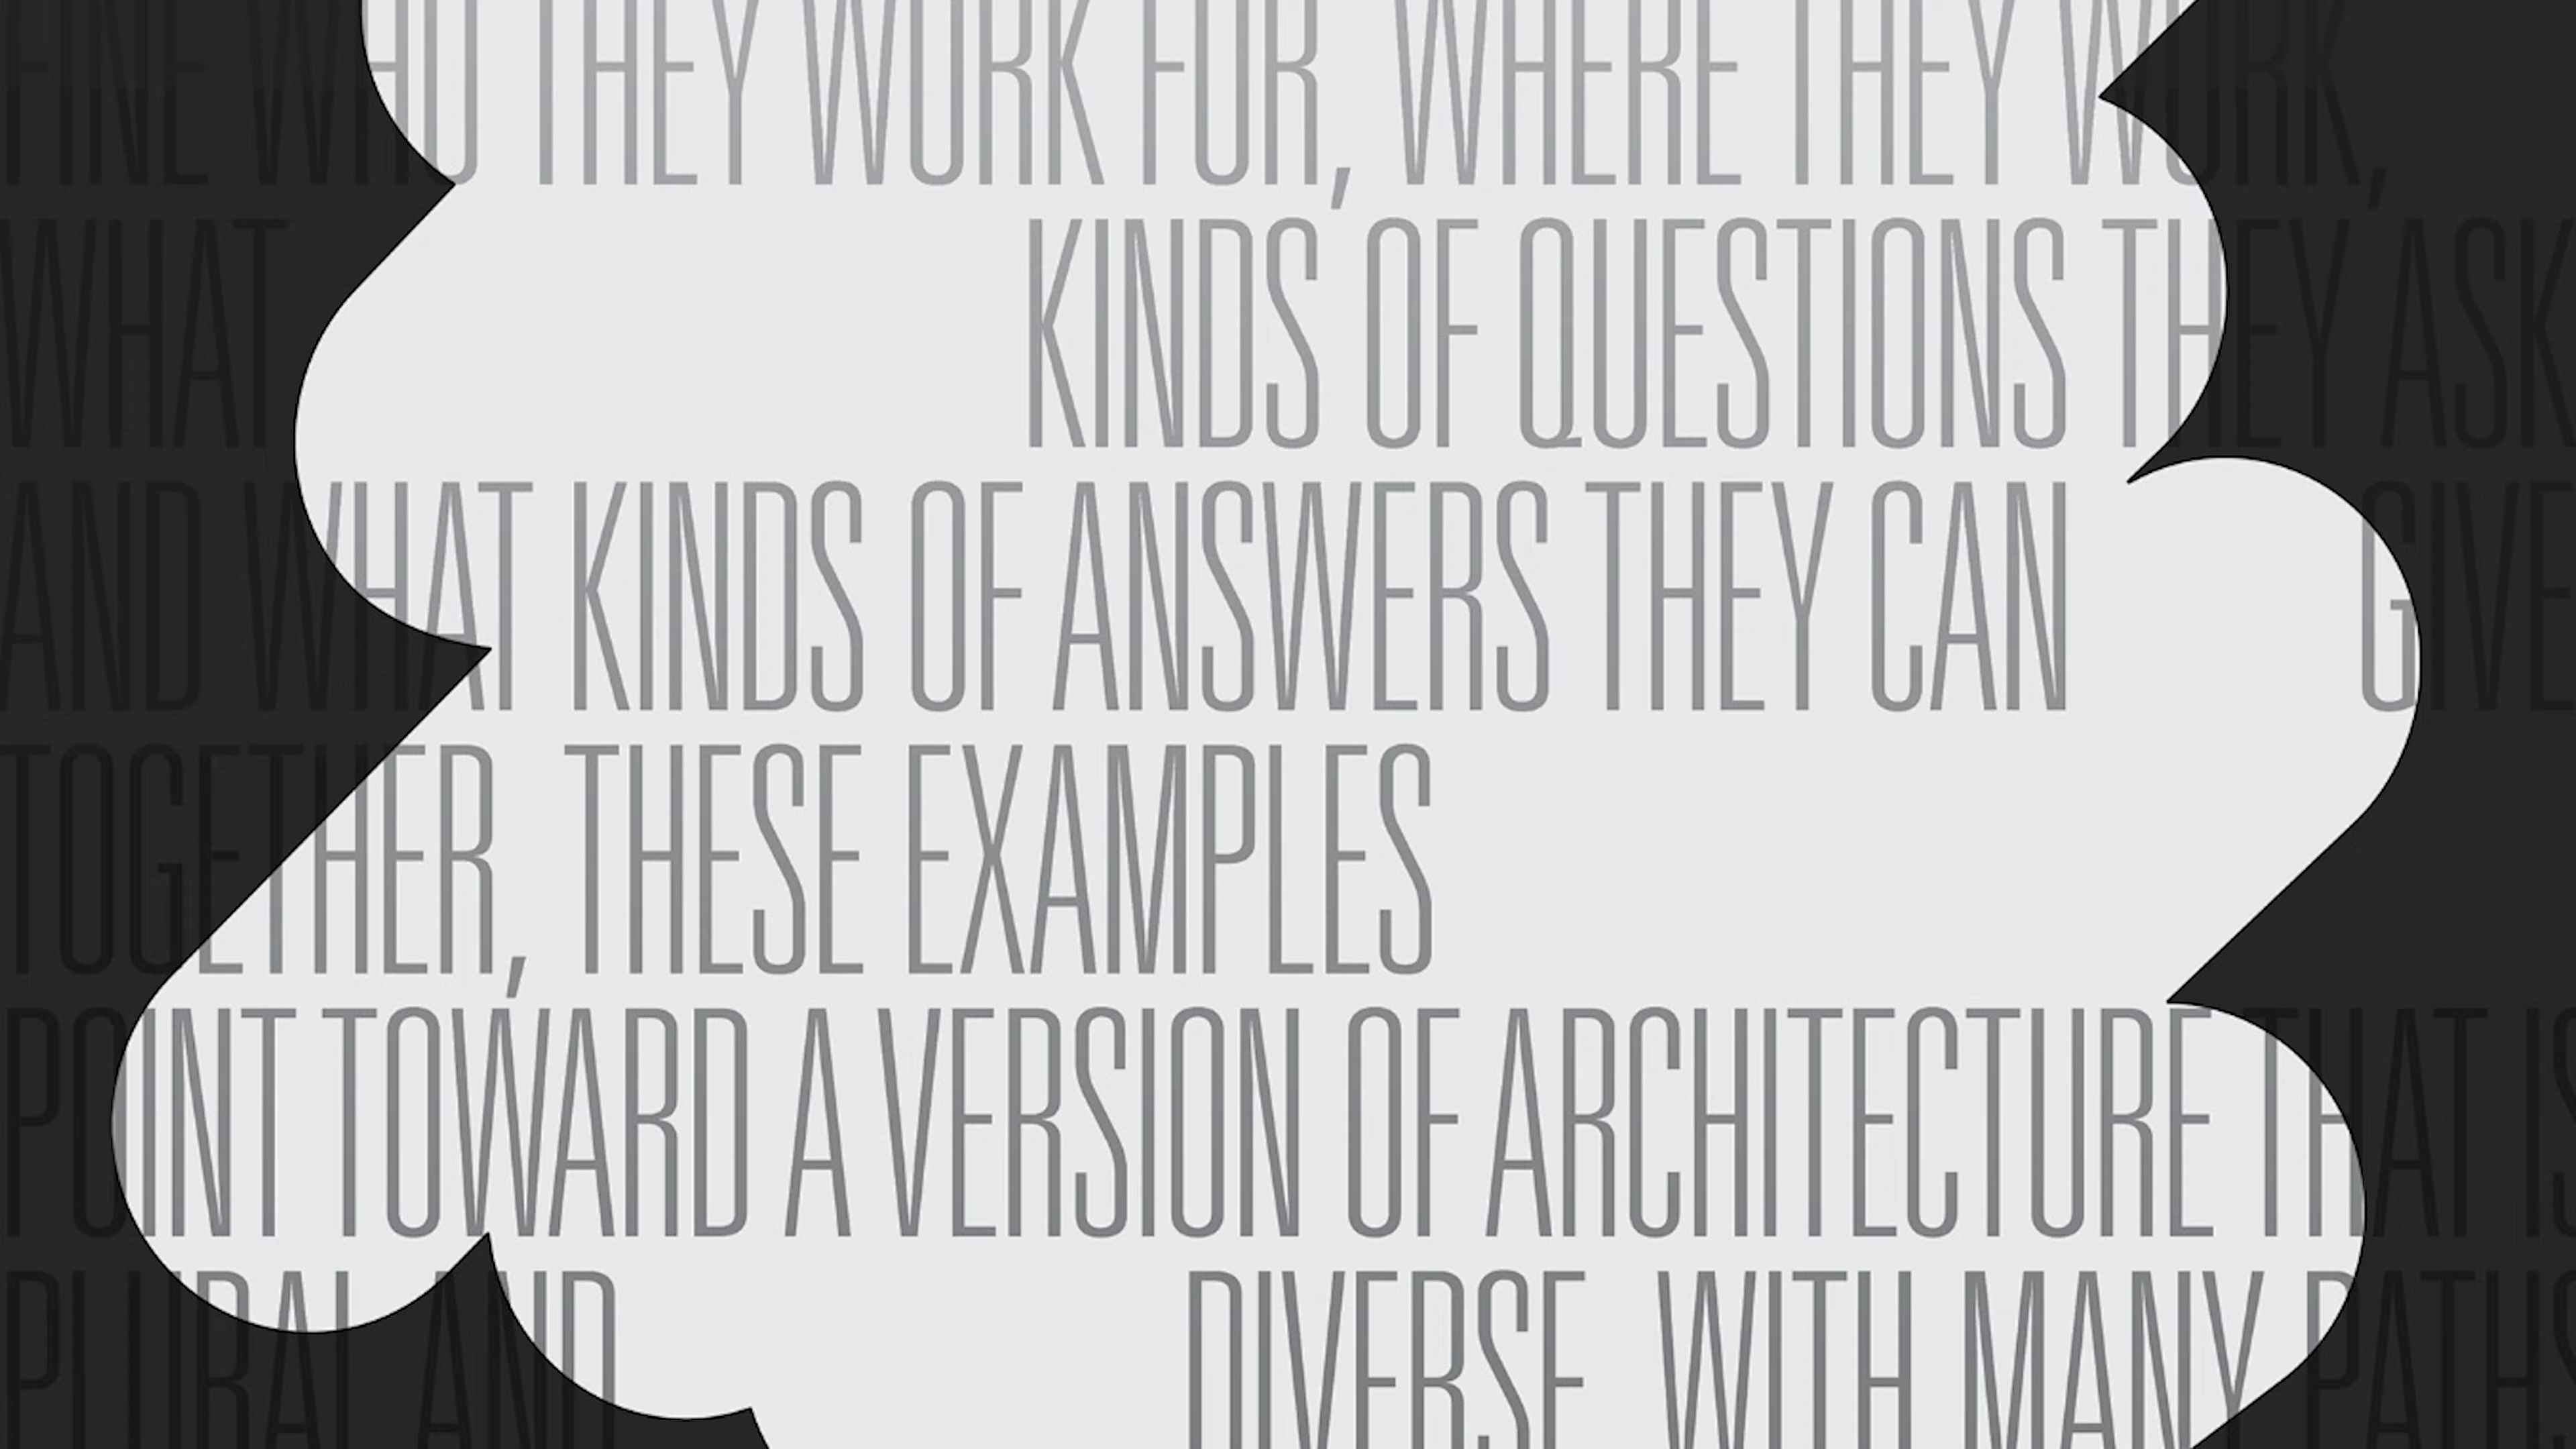 FINE WHO THEY WORK FOR, WHERE THEY WORK,
WHAT KINDS OF QUESTIONS THEY ASK
AND WHAT KINDS OF ANSWERS THEY CAN GIVE
TOGETHER, THESE EXAMPLES
POINT TOWARD A VERSION OF ARCHITECTURE THAT IS
PLURAL AND DIVERSE WITH MANY PATHS